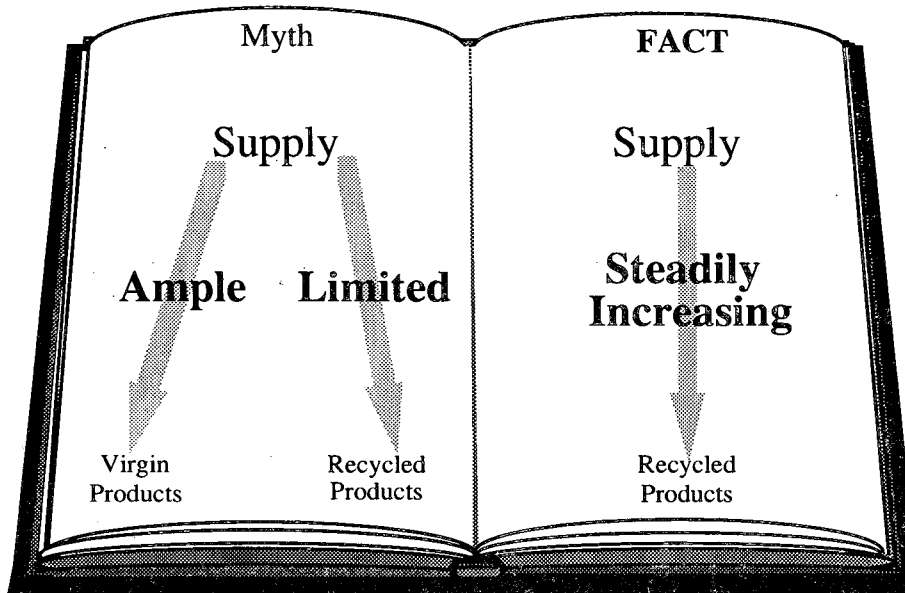 Myth
Supply
Ample Limited
Virgin
Products
Recycled
Products
FACT
Supply
Steadily
Increasing
Recycled
Products